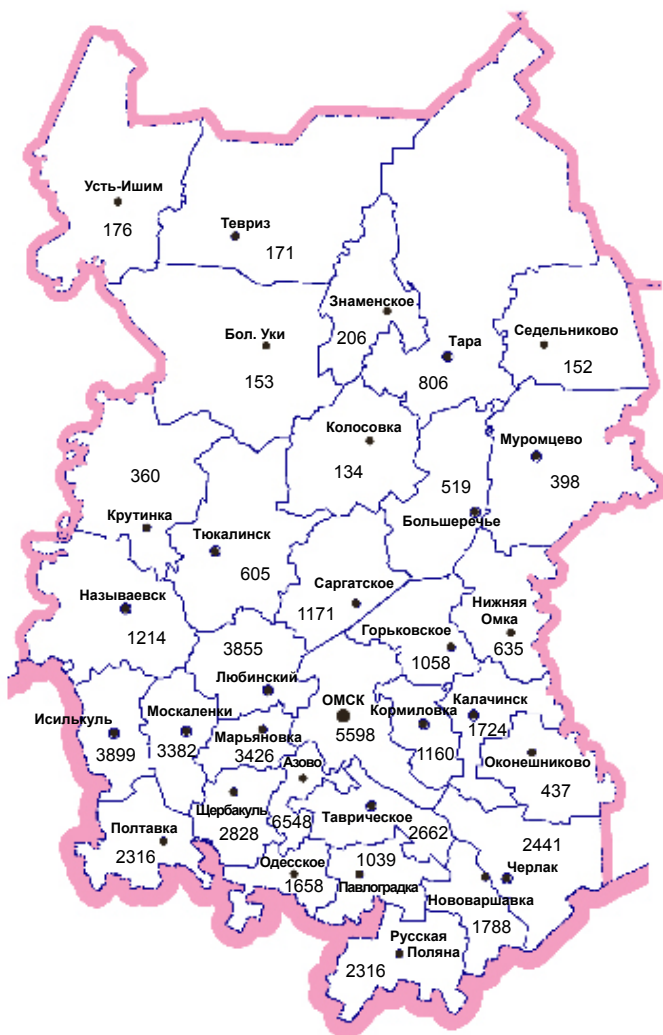 Усть-Ишим
176
Тевриз
171
Знаменское
206
Бол. Уки
153
Тара
806
Седельниково
152
Колосовка
134
Муромцево
398
360
Крутинка
519
Большеречье
Тюкалинск
605
Саргатское
1171
Называевск
1214
Нижняя
Омка
635
Горьковское
1058
3855
Любинский
ОМСК
5598
Кормиловка
1160
Калачинск
1724
Исилькуль
3899
Москаленки
3382
Марьяновка
3426
Оконешниково
437
Азово
6548
Щербакуль
2828
Таврическое
2662
Полтавка
2316
Одесское
1658
1039
Павлоградка
2441
Черлак
Нововаршавка
1788
Русская
Поляна
2316